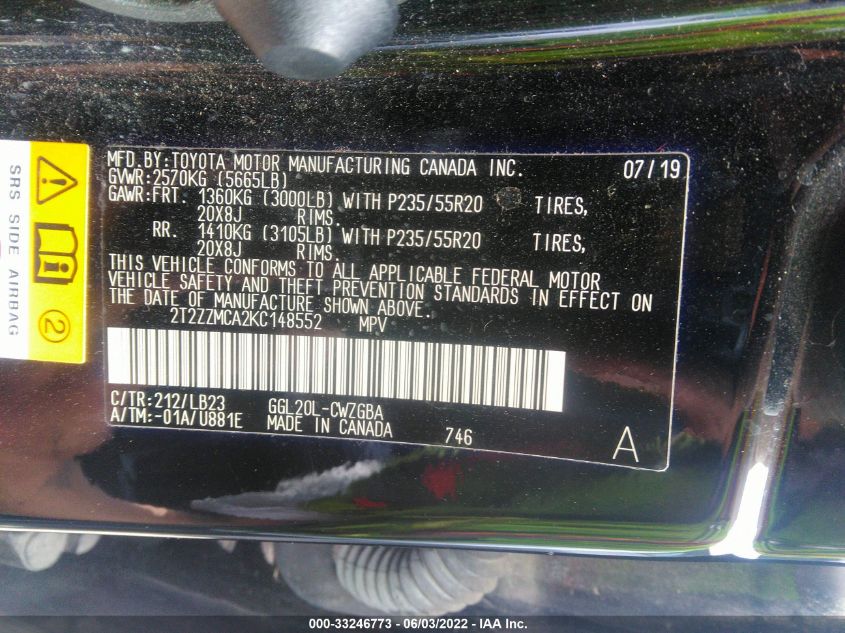 MFD.BY:TOYOTA MOTOR MANUFACTURING CANADA INC. 07/19
GVWR:2570KG (5665LB)
GAWR:FRT. 1360KG (3000LB) WITH P235/55R20 TIRES,
20X8J RIMS.
RR. 1410KG (3105LB) WITH P235/55R20 TIRES,
20X8J RIMS.
THIS VEHICLE CONFORMS TO ALL APPLICABLE FEDERAL MOTOR
VEHICLE SAFETY AND THEFT PREVENTION STANDARDS IN EFFECT ON
THE DATE OF MANUFACTURE SHOWN ABOVE.
2T2ZZMCA2KC148552 MPV
C/TR:212/LB23 GGL20L-CWZGBA
A/TM:-01A/U881E MADE IN CANADA 746 A
SRS SIDE AIRBAG
2
000-33246773 - 06/03/2022 - IAA Inc.